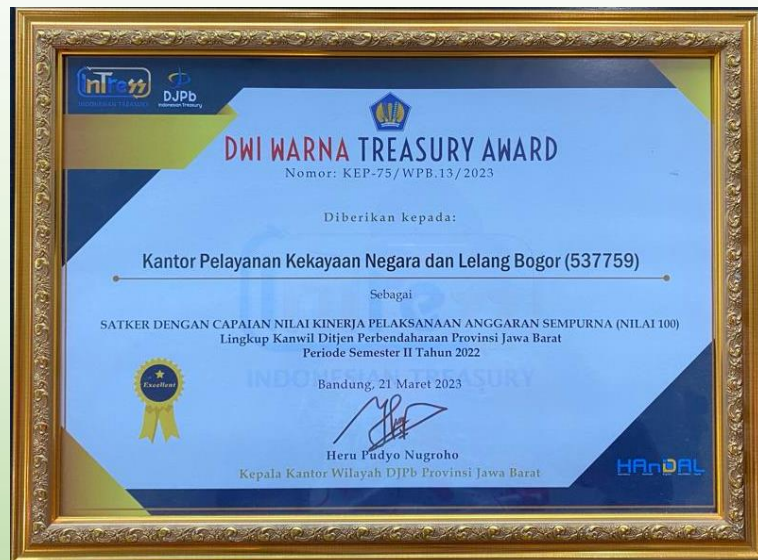 InTress
INDONESIAN TREASURY
DJPb
Indonesian Treasury
DWI WARNA TREASURY AWARD
Nomor: KEP-75/WPB.13/2023
Diberikan kepada:
Kantor Pelayanan Kekayaan Negara dan Lelang Bogor (537759)
Sebagai
SATKER DENGAN CAPAIAN NILAI KINERJA PELAKSANAAN ANGGARAN SEMPURNA (NILAI 100)
Lingkup Kanwil Ditjen Perbendaharaan Provinsi Jawa Barat
Periode Semester II Tahun 2022
INDONESIAN TREASURY
Excellent
Bandung, 21 Maret 2023
Heru Pudyo Nugroho
Kepala Kantor Wilayah DJPb Provinsi Jawa Barat
HAnDAL